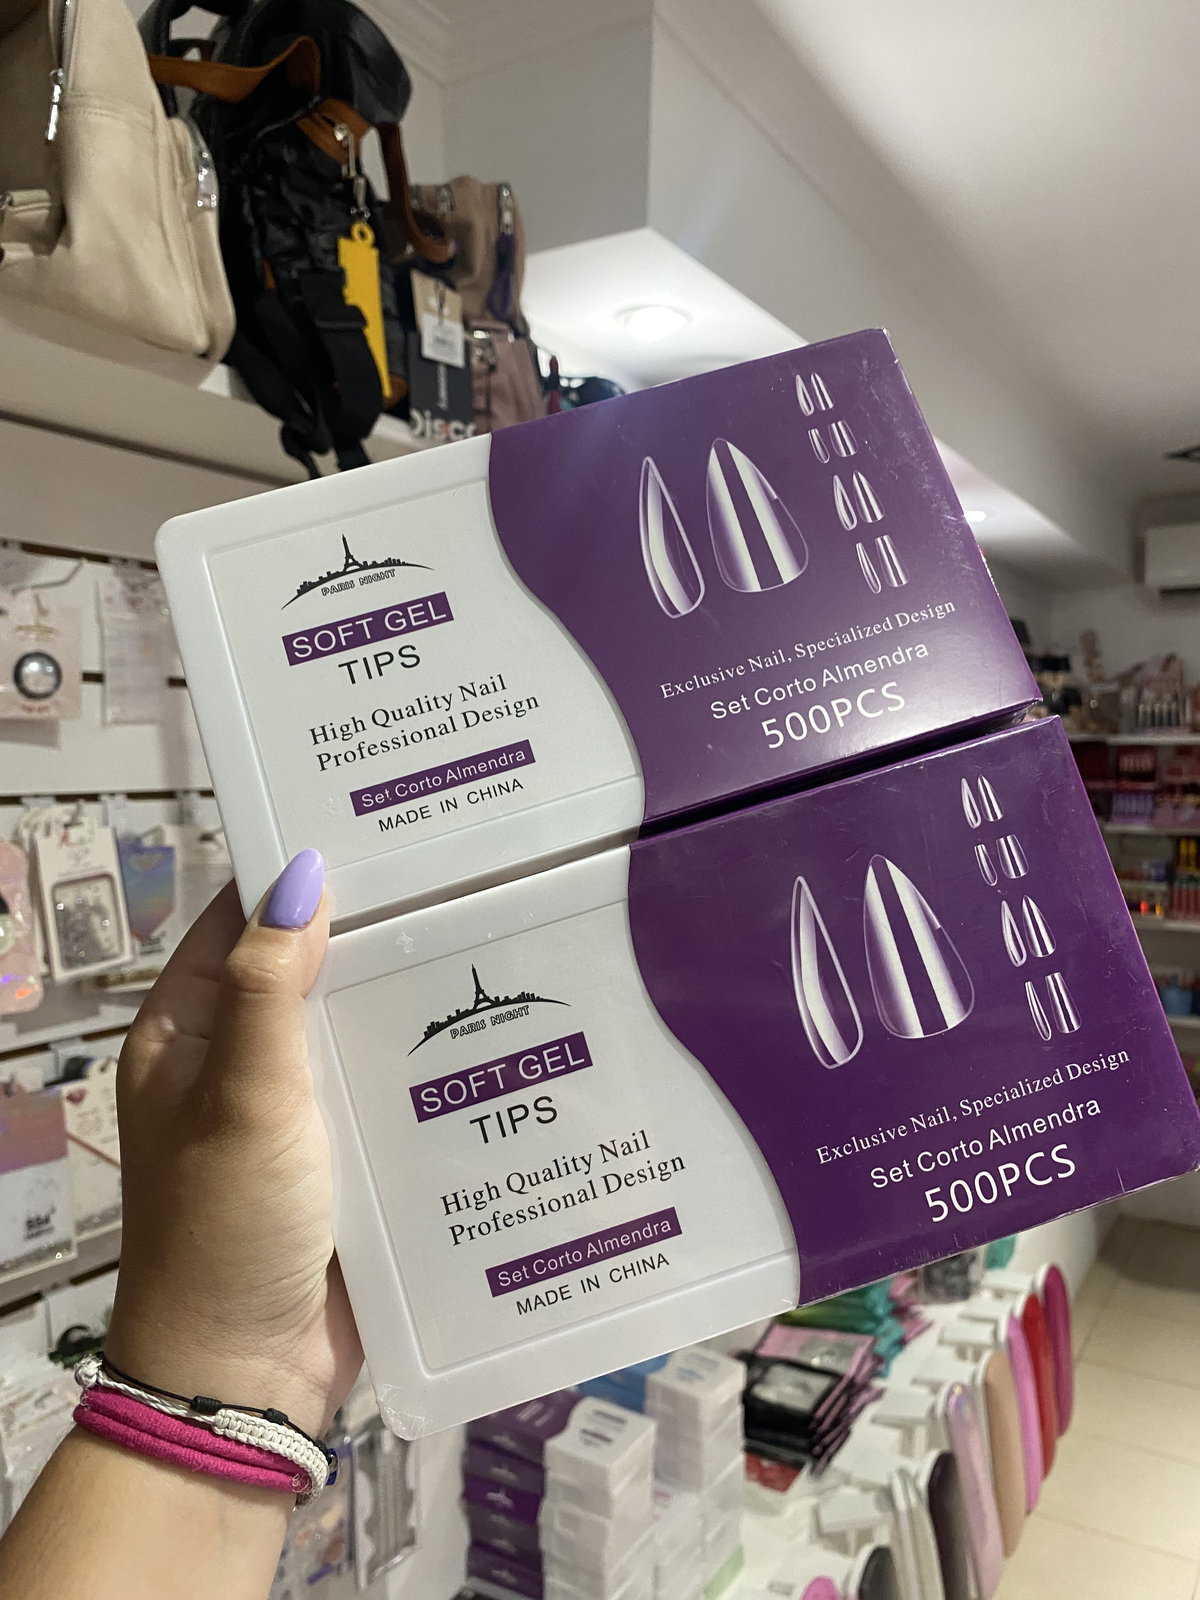 Disco
PARIS NIGHT
SOFT GEL
TIPS
High Quality Nail
Professional Design
Set Corto Almendra
MADE IN CHINA
Exclusive Nail, Specialized Design
Set Corto Almendra
500PCS
PARIS NIGHT
SOFT GEL
TIPS
High Quality Nail
Professional Design
Set Corto Almendra
MADE IN CHINA
Exclusive Nail, Specialized Design
Set Corto Almendra
500PCS